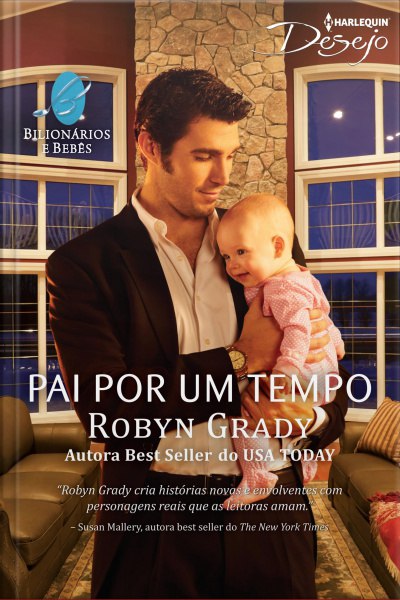 HARLEQUIN
Desejo
BILIONÁRIOS
E BEBÊS
PAI POR UM TEMPO
ROBYN GRADY
Autora Best Seller do USA TODAY
“Robyn Grady cria histórias novas e envolventes com
personagens reais que as leitoras amam.”
– Susan Mallery, autora best seller do The New York Times